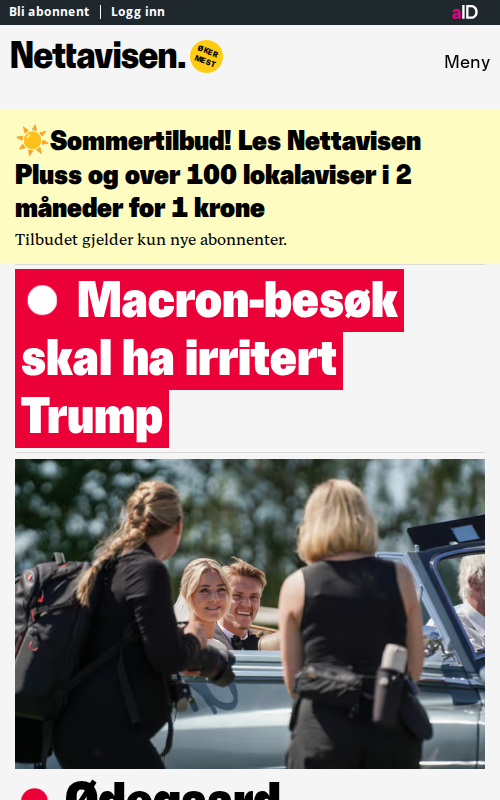 Bli abonnent
Logg inn
aID
Nettavisen.
ØKER
MEST
Meny
Sommertilbud! Les Nettavisen
Pluss og over 100 lokalaviser i 2
måneder for 1 krone
Tilbudet gjelder kun nye abonnenter.
Macron-besøk
skal ha irritert
Trump
Ødegaard